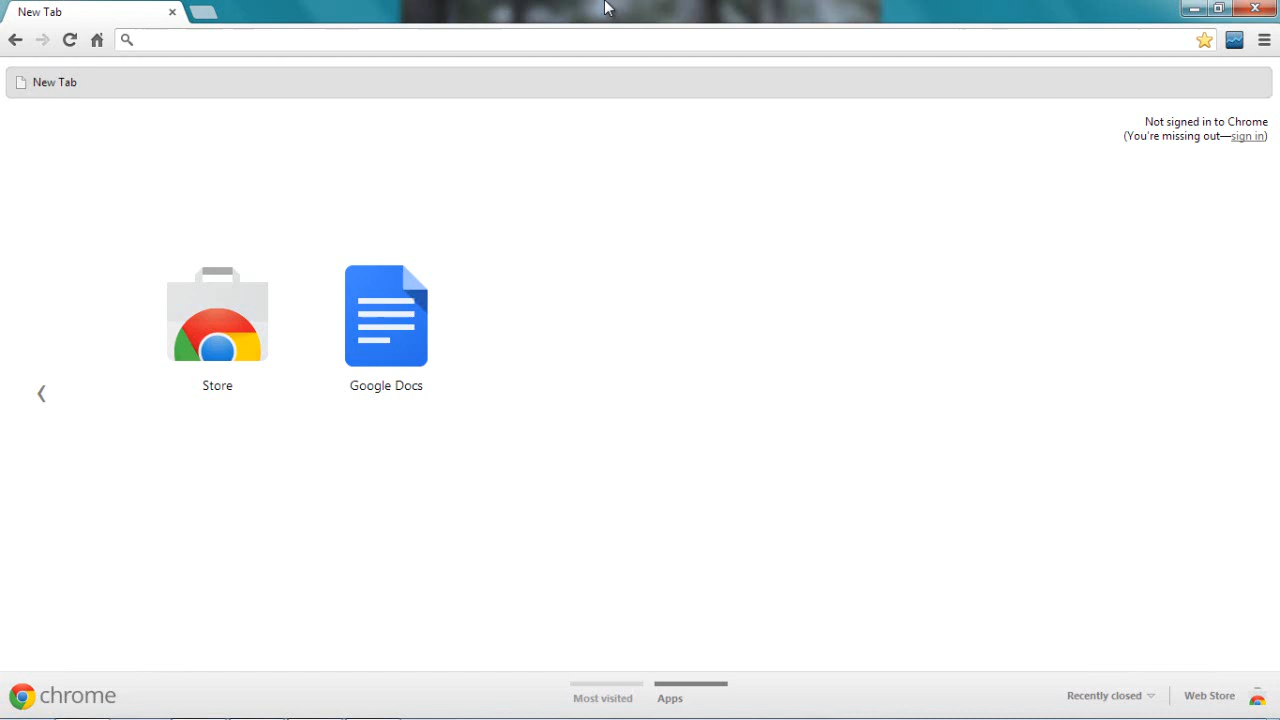 New Tab
New Tab
Not signed in to Chrome
(You're missing out—sign in)
Store
Google Docs
chrome
Most visited
Apps
Recently closed
Web Store